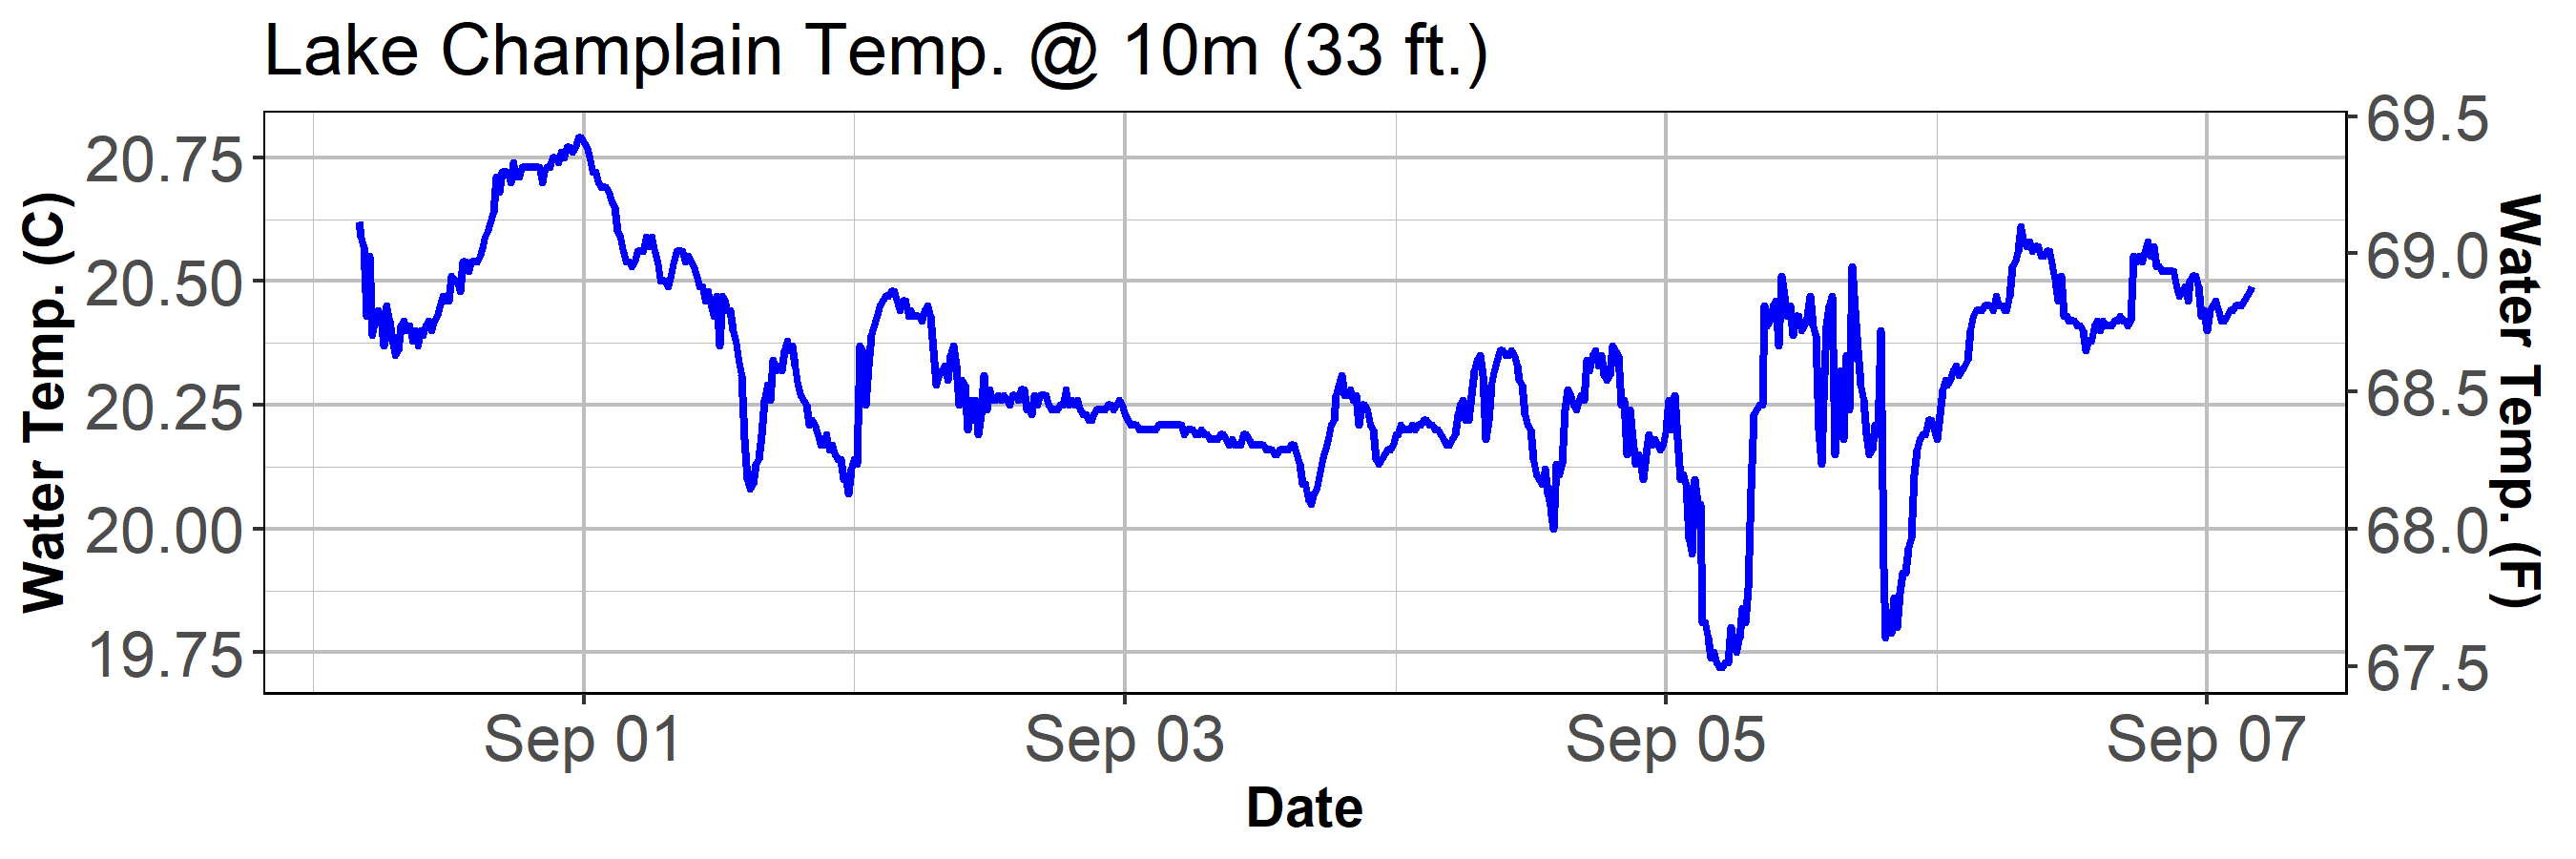 Lake Champlain Temp. @ 10m (33 ft.)
Water Temp. (C)
20.75
20.50
20.25
20.00
19.75
69.5
69.0
68.5
68.0
67.5
Water Temp. (F)
Sep 01 Sep 03 Sep 05 Sep 07
Date